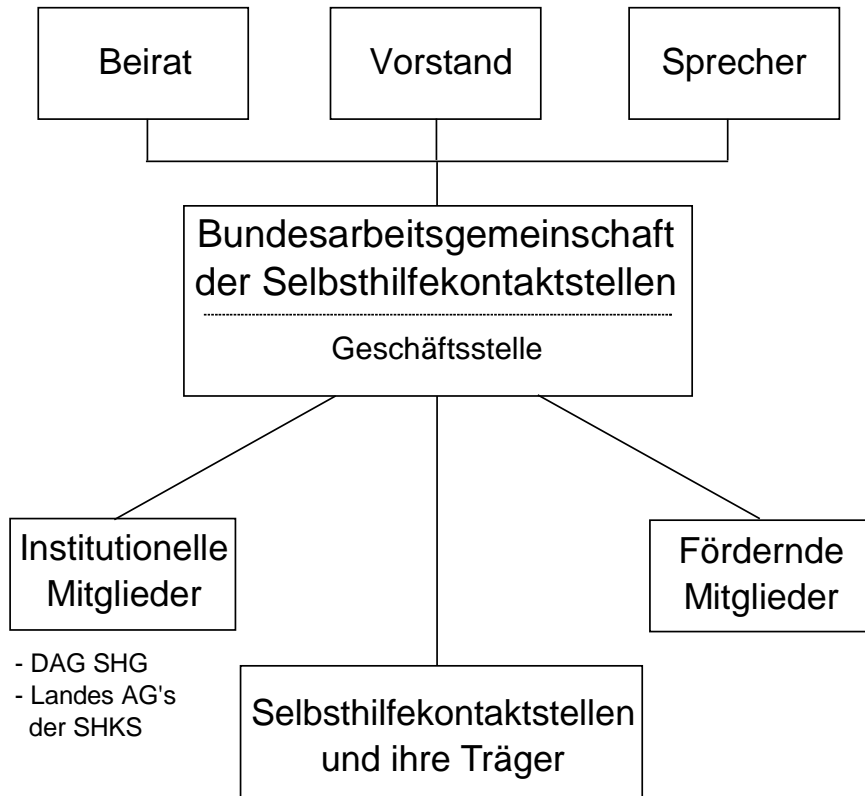 Beirat
Vorstand
Sprecher
Bundesarbeitsgemeinschaft
der Selbsthilfekontaktstellen
Geschäftsstelle
Institutionelle
Mitglieder
- DAG SHG
- Landes AG's
der SHKS
Selbsthilfekontaktstellen
und ihre Träger
Fördernde
Mitglieder